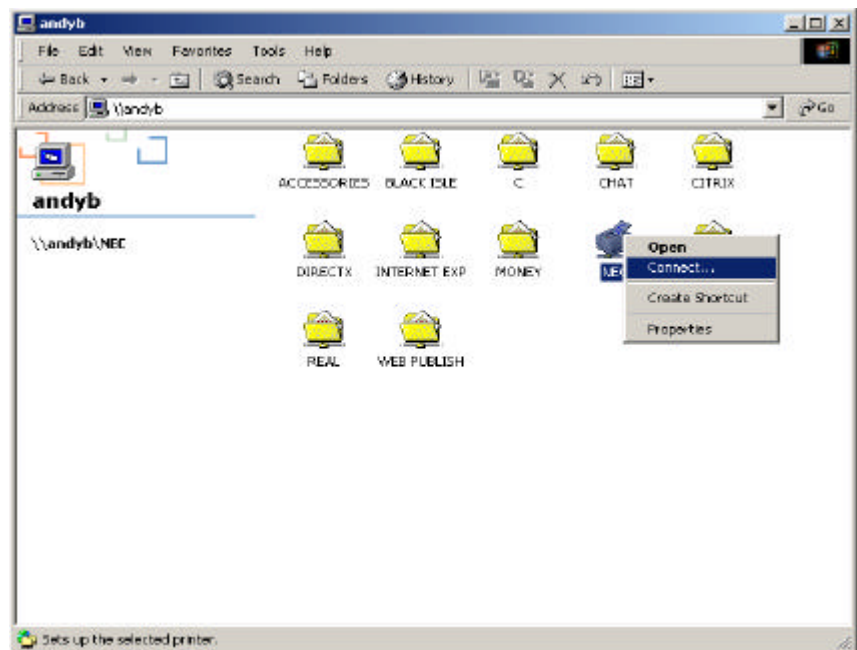 andyb
File Edit View Favorites Tools Help
Back Search Folders History
Address \\andyb Go
andyb
\\andyb\NEC
ACCESSORIES BLACK ISLE C CHAT CITRIX
DIRECTX INTERNET EXP MONEY NEC
REAL WEB PUBLISH
Open
Connect...
Create Shortcut
Properties
Sets up the selected printer.